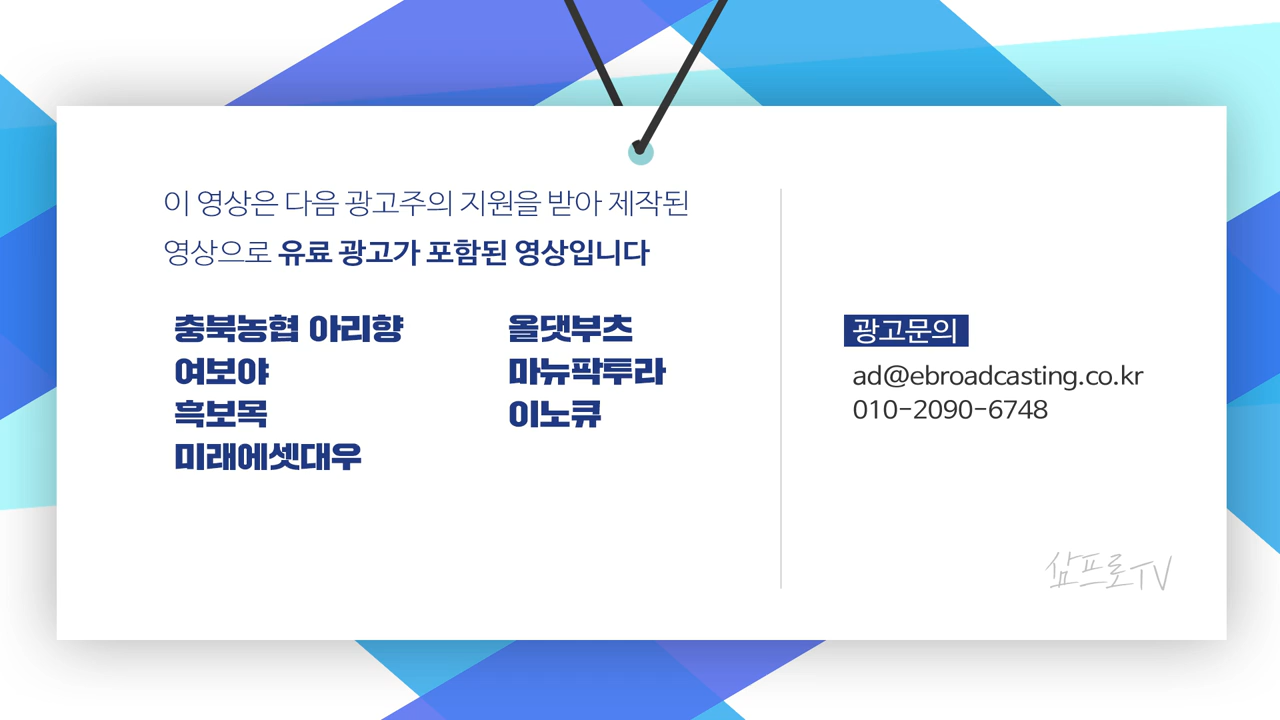 이 영상은 다음 광고주의 지원을 받아 제작된
영상으로 유료 광고가 포함된 영상입니다
충북농협 아리향
여보야
흑보목
미래에셋대우
올댓부츠
마뉴팍투라
이노큐
광고문의
ad@ebroadcasting.co.kr
010-2090-6748
삼프로TV